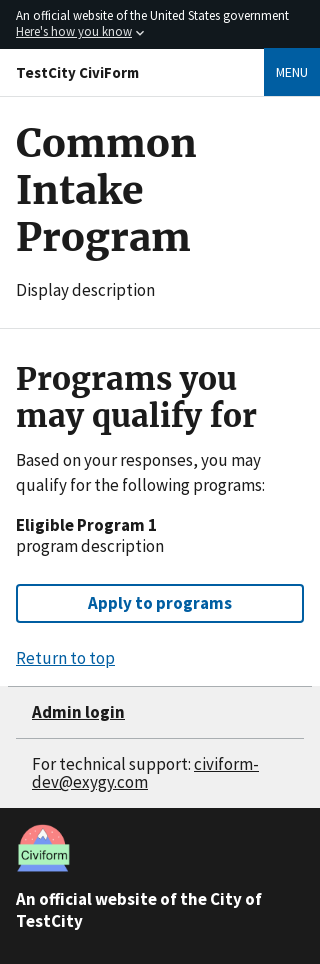 An official website of the United States government
Here's how you know
TestCity CiviForm
MENU
Common
Intake
Program
Display description
Programs you
may qualify for
Based on your responses, you may
qualify for the following programs:
Eligible Program 1
program description
Apply to programs
Return to top
Admin login
For technical support: civiform-
dev@exygy.com
Civiform
An official website of the City of
TestCity